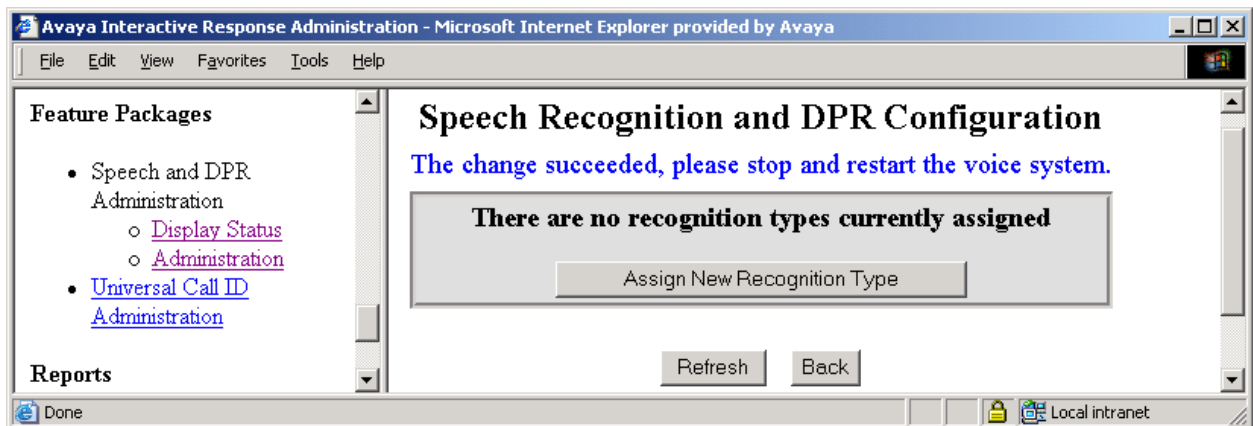 Avaya Interactive Response Administration - Microsoft Internet Explorer provided by Avaya
File Edit View Favorites Tools Help
Feature Packages
Speech and DPR
Administration
Display Status
Administration
Universal Call ID
Administration
Reports
Speech Recognition and DPR Configuration
The change succeeded, please stop and restart the voice system.
There are no recognition types currently assigned
Assign New Recognition Type
Refresh Back
Done Local intranet